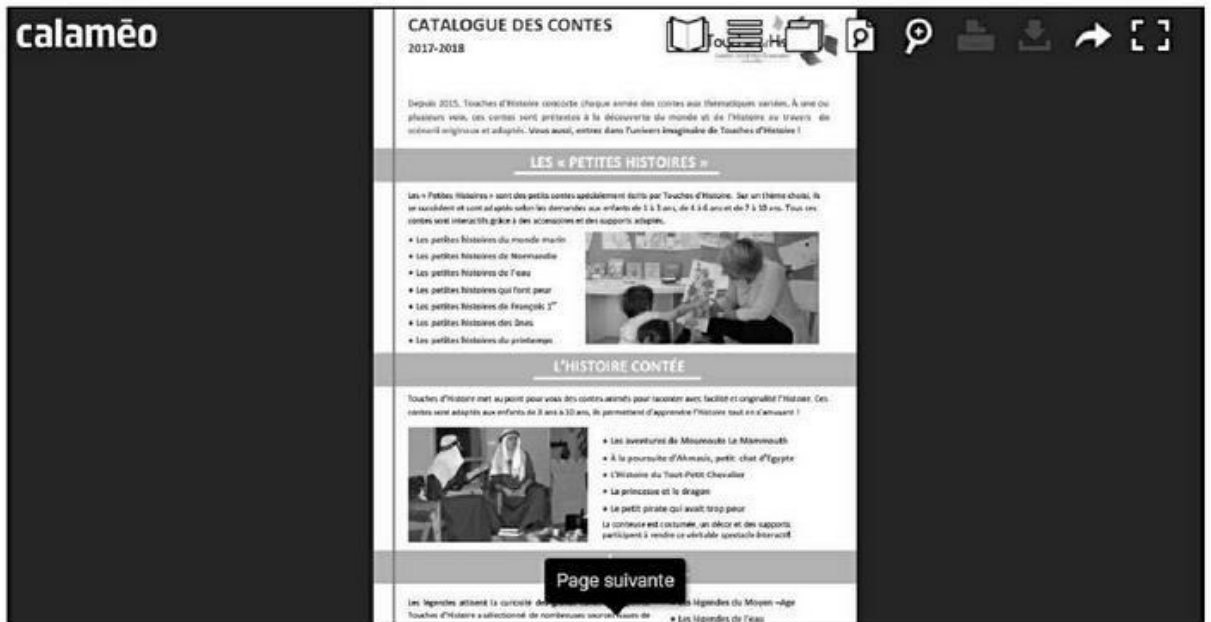 calamēo
CATALOGUE DES CONTES
2017-2018
Depuis 2015, Touches d'Histoire concocte chaque année des contes aux thématiques variées. À une ou
plusieurs voix, ces contes sont prétextes à la découverte du monde et de l'Histoire au travers de
scénarii originaux et adaptés. Vous aussi, entrez dans l'univers imaginaire de Touches d'Histoire !
LES « PETITES HISTOIRES »
Les « Petites Histoires » sont des petits contes spécialement écrits par Touches d'Histoire. Sur un thème choisi, ils
se succèdent et sont adaptés selon les demandes aux enfants de 1 à 3 ans, de 4 à 6 ans et de 7 à 10 ans. Tous ces
contes sont interactifs grâce à des accessoires et des supports adaptés.
• Les petites histoires du monde marin
• Les petites histoires de Normandie
• Les petites histoires de l'eau
• Les petites histoires qui font peur
• Les petites histoires de François 1er
• Les petites histoires des
• Les petites histoires du printemps
L'HISTOIRE CONTÉE
Touches d'Histoire met au point pour vous des contes animés pour raconter avec facilité et originalité l'Histoire. Ces
contes sont adaptés aux enfants de 3 ans à 10 ans, ils permettent d'apprendre l'Histoire tout en s'amusant !
• Les aventures de Moumoute Le Mammouth
• À la poursuite d'Ahmasis, petit chat d'Egypte
• L'Histoire du Tout-Petit Chevalier
• La princesse et le dragon
• Le petit pirate qui avait trop peur
La conteuse est costumée, un décor et des supports
participent à rendre ce véritable spectacle interactif.
Page suivante
Les légendes attisent la curiosité des
Touches d'Histoire a sélectionné de nombreuses sources issues de
légendes du Moyen-Age
• Les légendes de l'eau